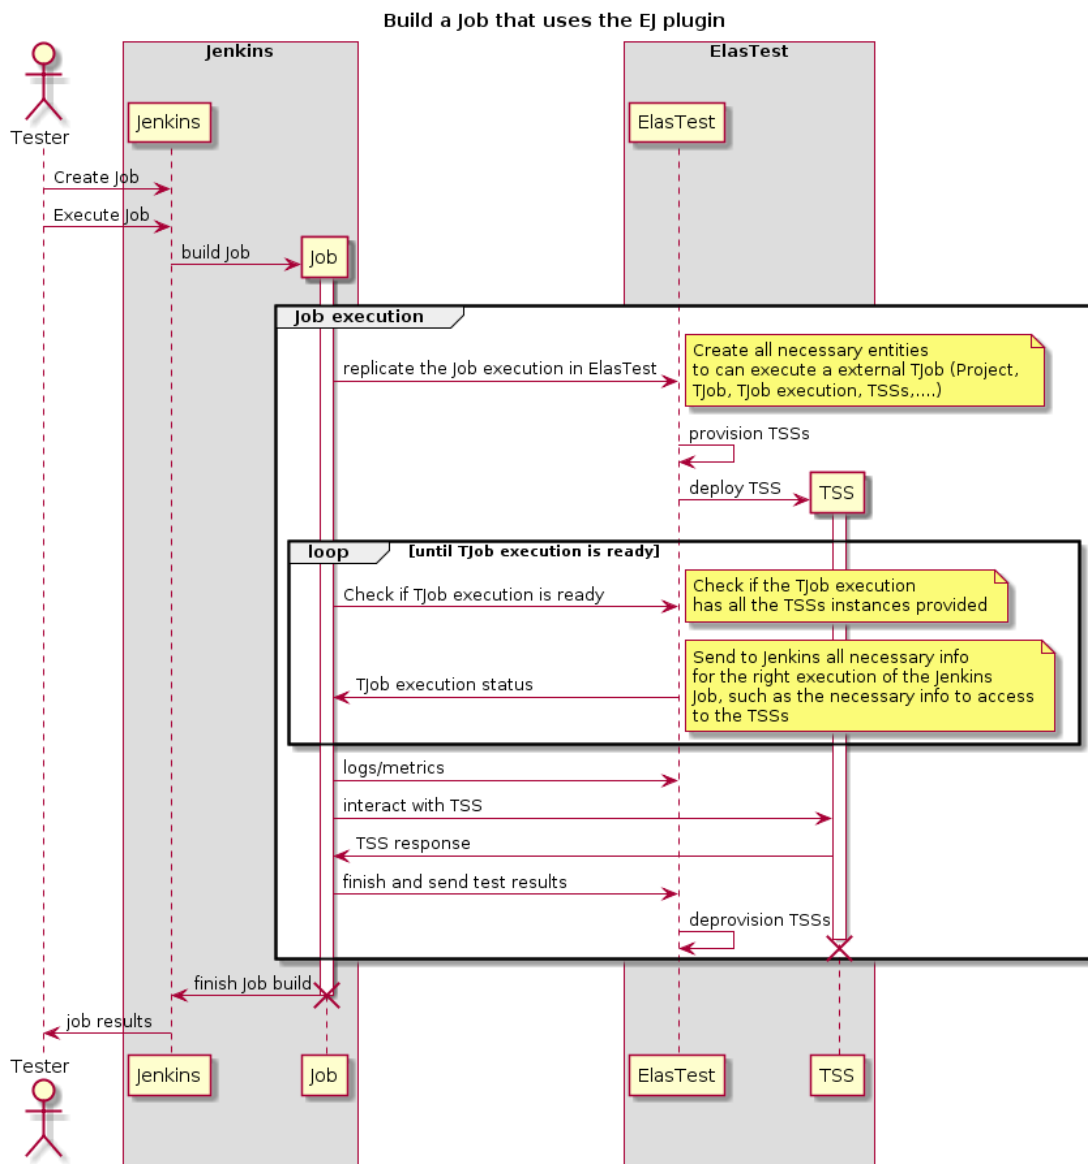 Build a Job that uses the EJ plugin
Jenkins
ElasTest
Tester
Jenkins
ElasTest
Create Job
Execute Job
build Job
Job
Job execution
replicate the Job execution in ElasTest
Create all necessary entities
to can execute a external TJob (Project,
TJob, TJob execution, TSSs,....)
provision TSSs
deploy TSS
TSS
loop
[until TJob execution is ready]
Check if TJob execution is ready
Check if the TJob execution
has all the TSSs instances provided
TJob execution status
Send to Jenkins all necessary info
for the right execution of the Jenkins
Job, such as the necessary info to access
to the TSSs
logs/metrics
interact with TSS
TSS response
finish and send test results
deprovision TSSs
finish Job build
job results
Tester
Jenkins
Job
ElasTest
TSS